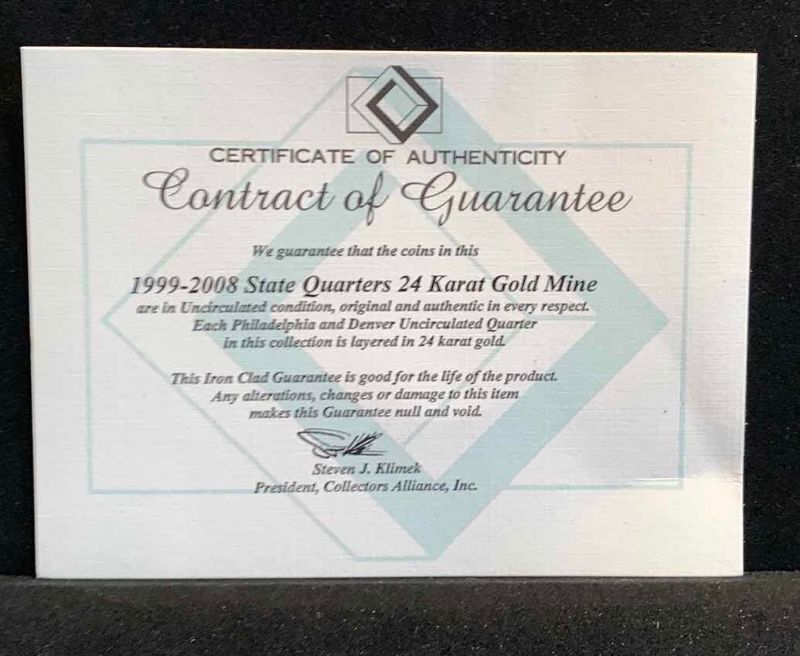 CERTIFICATE OF AUTHENTICITY
Contract of Guarantee
We guarantee that the coins in this
1999-2008 State Quarters 24 Karat Gold Mine
are in Uncirculated condition, original and authentic in every respect.
Each Philadelphia and Denver Uncirculated Quarter
in this collection is layered in 24 karat gold.
This Iron Clad Guarantee is good for the life of the product.
Any alterations, changes or damage to this item
makes this Guarantee null and void.
Steven J. Klimek
President, Collectors Alliance, Inc.